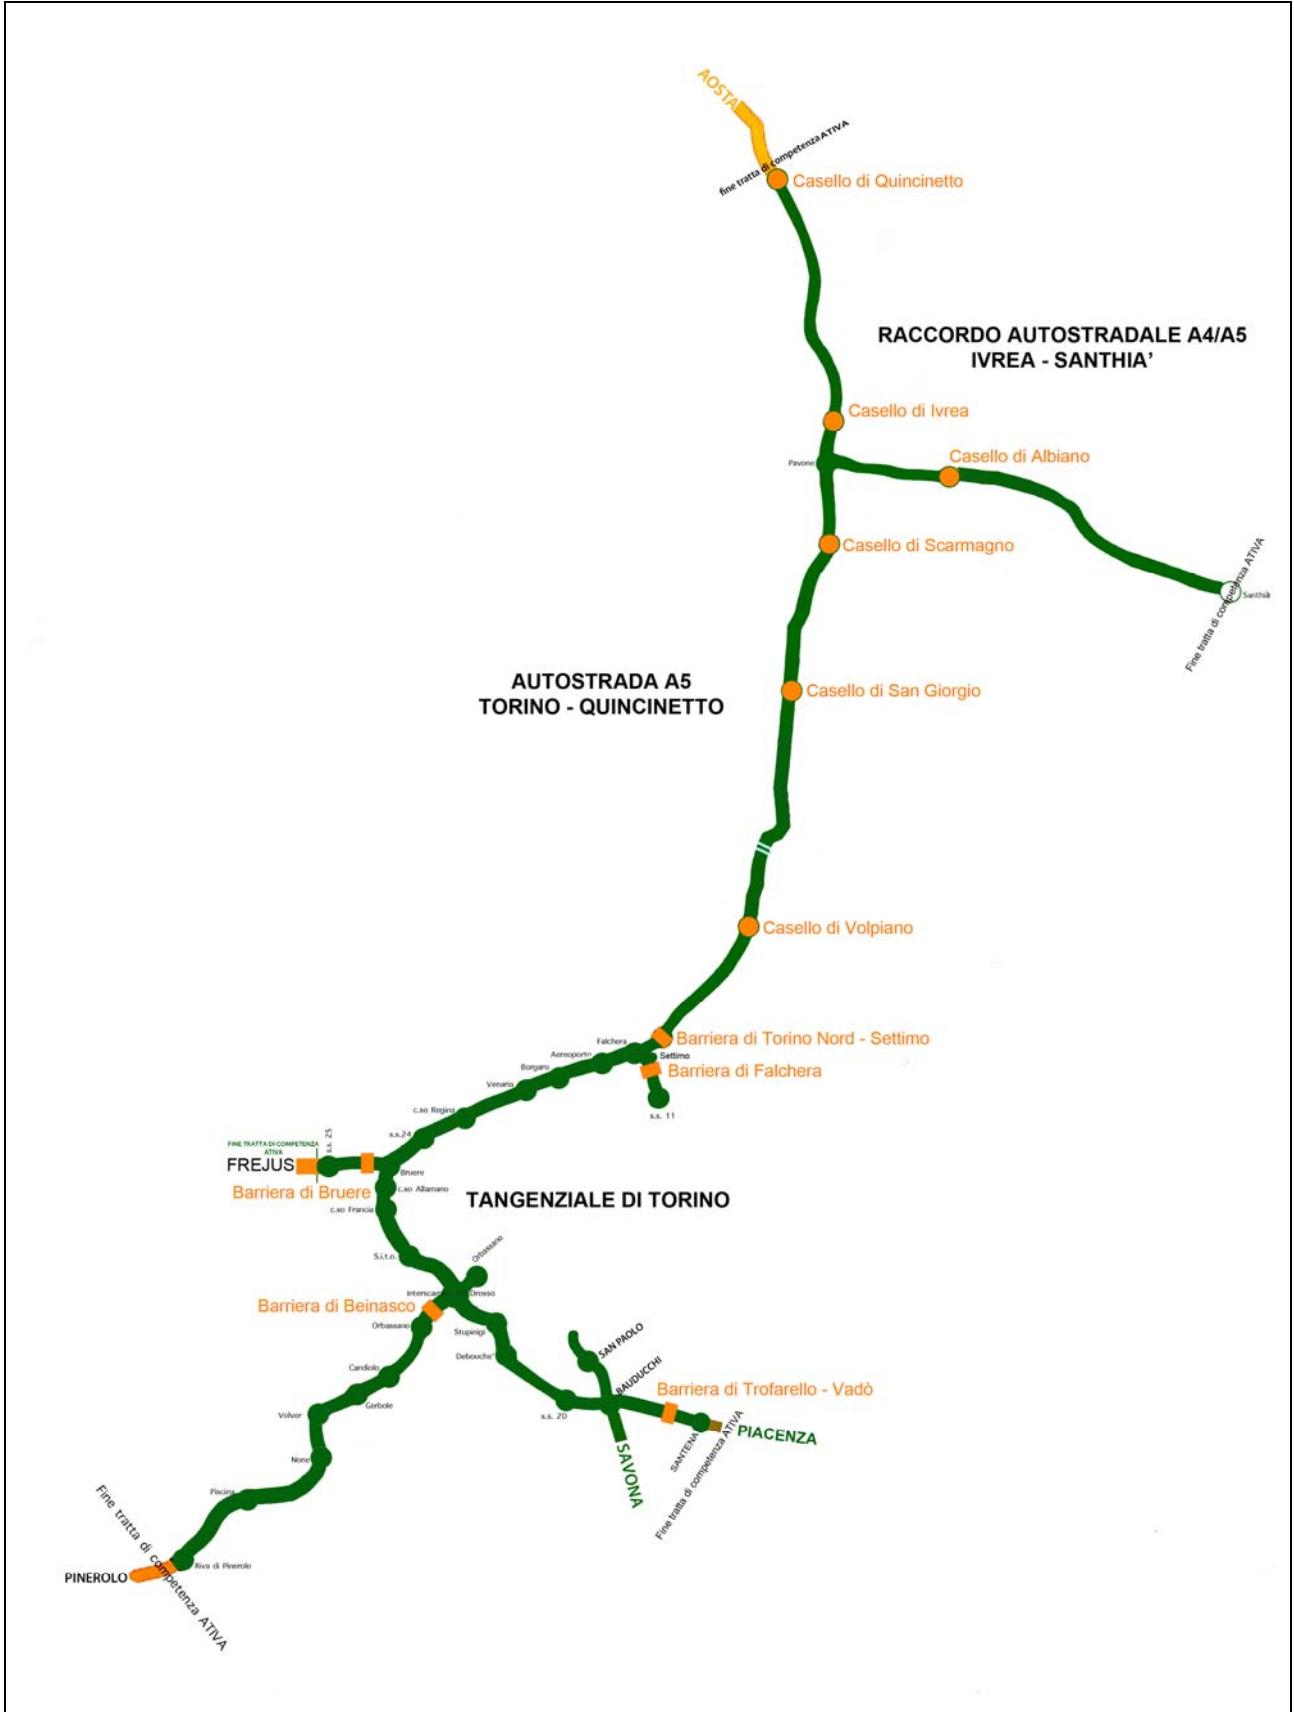 AOSTA
fine tratta di competenza ATIVA
Casello di Quincinetto
RACCORDO AUTOSTRADALE A4/A5
IVREA - SANTHIA'
Casello di Ivrea
Pavone
Casello di Albiano
Casello di Scarmagno
Fine tratta di competenza ATIVA
Santhià
AUTOSTRADA A5
TORINO - QUINCINETTO
Casello di San Giorgio
Casello di Volpiano
Barriera di Torino Nord - Settimo
Falchera
Settimo
Aereoporto
Barriera di Falchera
Borgaro
Venaria
s.s. 11
c.so Regina
s.s.24
s.s. 25
FINE TRATTA DI COMPETENZA
ATIVA
FREJUS
Bruere
Barriera di Bruere
c.so Allamano
c.so Francia
TANGENZIALE DI TORINO
S.i.t.o.
Orbassano
Drosso
Barriera di Beinasco
Orbassano
Stupinigi
Debouche'
SAN PAOLO
Candiolo
BAUDUCCHI
Gerbole
Barriera di Trofarello - Vadò
Volver
s.s. 20
PIACENZA
SANTENA
Fine tratta di competenza ATIVA
SAVONA
None
Piscina
Fine tratta di competenza ATIVA
Riva di Pinerolo
PINEROLO